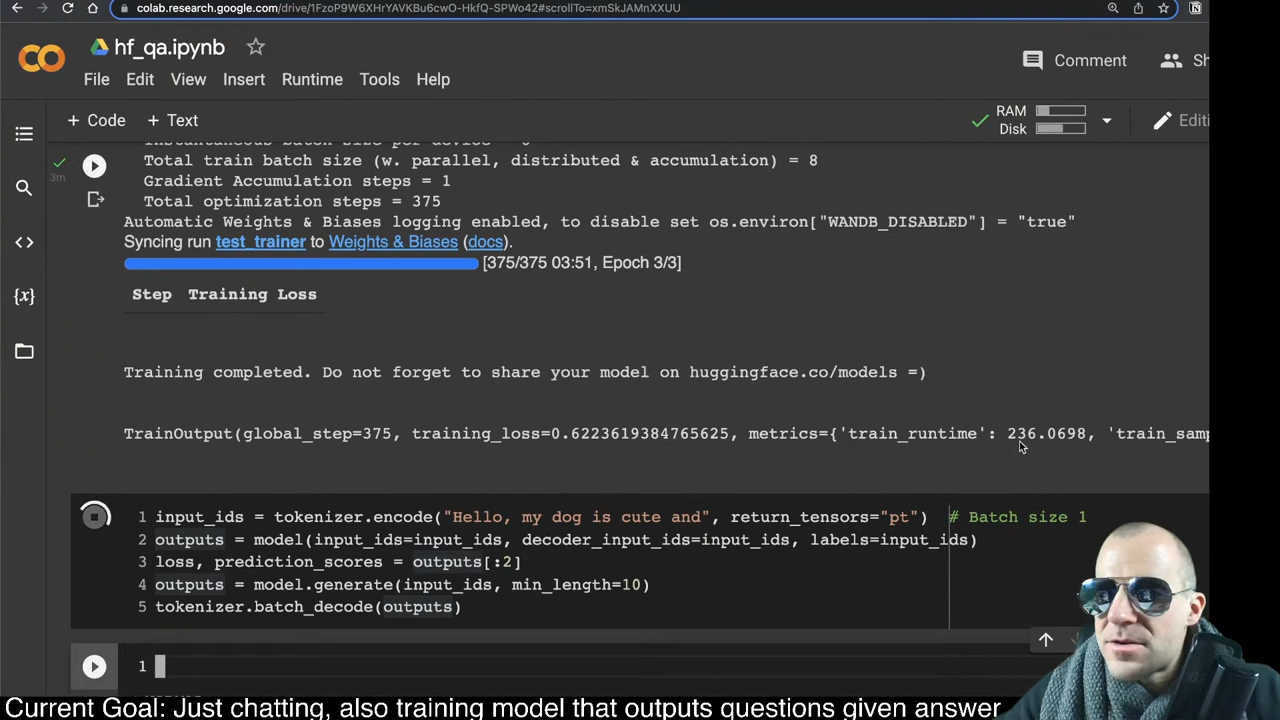 colab.research.google.com/drive/1FzoP9W6XHrYAVKBu6cwO-HkfQ-SPWo42#scrollTo=xmSkJAMnXXUU
hf_qa.ipynb
Comment
Sh
File Edit View Insert Runtime Tools Help
+ Code + Text
RAM
Disk
Editi
Total train batch size (w. parallel, distributed & accumulation) = 8
3m
Gradient Accumulation steps = 1
Total optimization steps = 375
Automatic Weights & Biases logging enabled, to disable set os.environ["WANDB_DISABLED"] = "true"
Syncing run test_trainer to Weights & Biases (docs).
[375/375 03:51, Epoch 3/3]
Step Training Loss
Training completed. Do not forget to share your model on huggingface.co/models =)
TrainOutput(global_step=375, training_loss=0.6223619384765625, metrics={'train_runtime': 236.0698, 'train_samp
1 input_ids = tokenizer.encode("Hello, my dog is cute and", return_tensors="pt") # Batch size 1
2 outputs = model(input_ids=input_ids, decoder_input_ids=input_ids, labels=input_ids)
3 loss, prediction_scores = outputs[:2]
4 outputs = model.generate(input_ids, min_length=10)
5 tokenizer.batch_decode(outputs)
1
Current Goal: Just chatting, also training model that outputs questions given answer